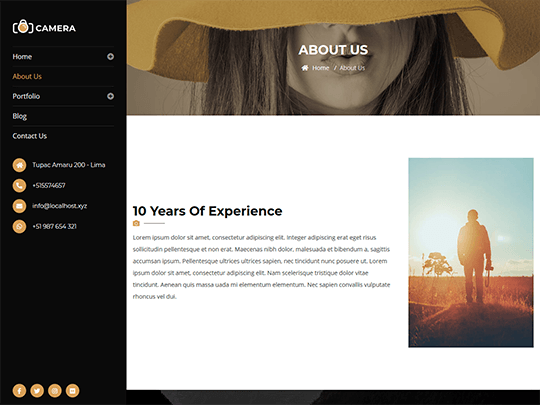 CAMERA
Home
About Us
Portfolio
Blog
Contact Us
Tupac Amaru 200 - Lima
+515574657
info@localhost.xyz
+51 987 654 321
ABOUT US
Home / About Us
10 Years Of Experience
Lorem ipsum dolor sit amet, consectetur adipiscing elit. Integer tristique elit eget risus
sollicitudin pellentesque et non erat. Maecenas nibh dolor, malesuada et bibendum a, sagittis
accumsan ipsum. Pellentesque ultrices ultrices sapien, nec tincidunt nunc posuere ut. Lorem
ipsum dolor sit amet, consectetur adipiscing elit. Nam scelerisque tristique dolor vitae
tincidunt. Aenean quis massa uada mi elementum elementum. Nec sapien convallis vulputate
rhoncus vel dui.